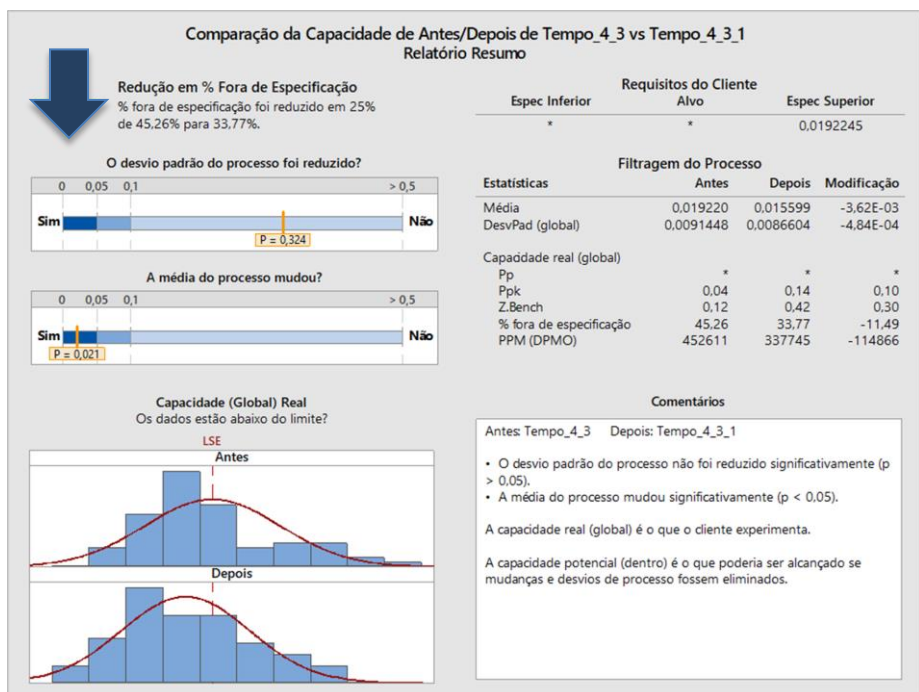 Comparação da Capacidade de Antes/Depois de Tempo_4_3 vs Tempo_4_3_1
Relatório Resumo
Redução em % Fora de Especificação
% fora de especificação foi reduzido em 25%
de 45,26% para 33,77%.
O desvio padrão do processo foi reduzido?
0 0,05 0,1 > 0,5
Sim Não
P = 0,324
A média do processo mudou?
0 0,05 0,1 > 0,5
Sim Não
P = 0,021
Capacidade (Global) Real
Os dados estão abaixo do limite?
LSE
Antes
Depois
Requisitos do Cliente
Espec Inferior Alvo Espec Superior
* * 0,0192245
Filtragem do Processo
Estatísticas Antes Depois Modificação
Média 0,019220 0,015599 -3,62E-03
DesvPad (global) 0,0091448 0,0086604 -4,84E-04
Capacidade real (global)
Pp * * *
Ppk 0,04 0,14 0,10
Z.Bench 0,12 0,42 0,30
% fora de especificação 45,26 33,77 -11,49
PPM (DPMO) 452611 337745 -114866
Comentários
Antes: Tempo_4_3 Depois: Tempo_4_3_1
• O desvio padrão do processo não foi reduzido significativamente (p
> 0,05).
• A média do processo mudou significativamente (p < 0,05).
A capacidade real (global) é o que o cliente experimenta.
A capacidade potencial (dentro) é o que poderia ser alcançado se
mudanças e desvios de processo fossem eliminados.